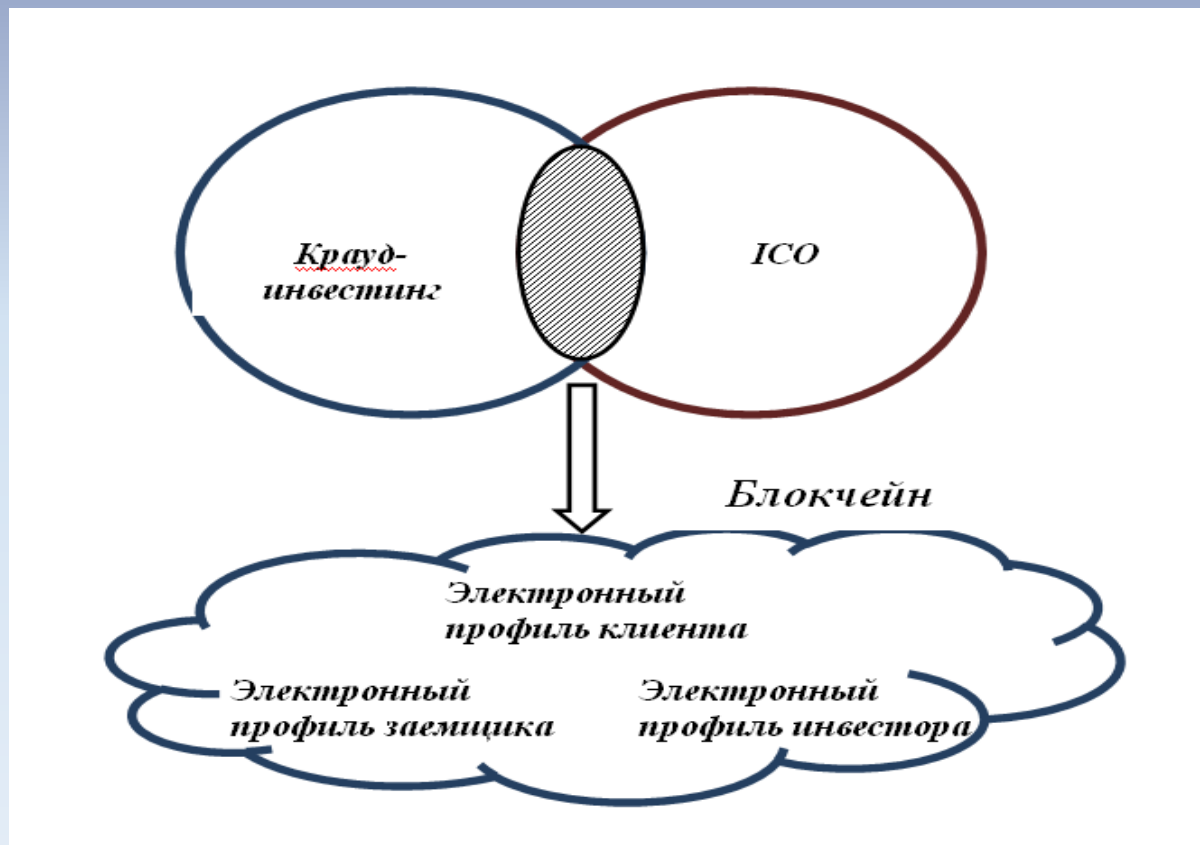 Крауд-
инвестинг
ICO
Блокчейн
Электронный
профиль клиента
Электронный
профиль заемщика
Электронный
профиль инвестора